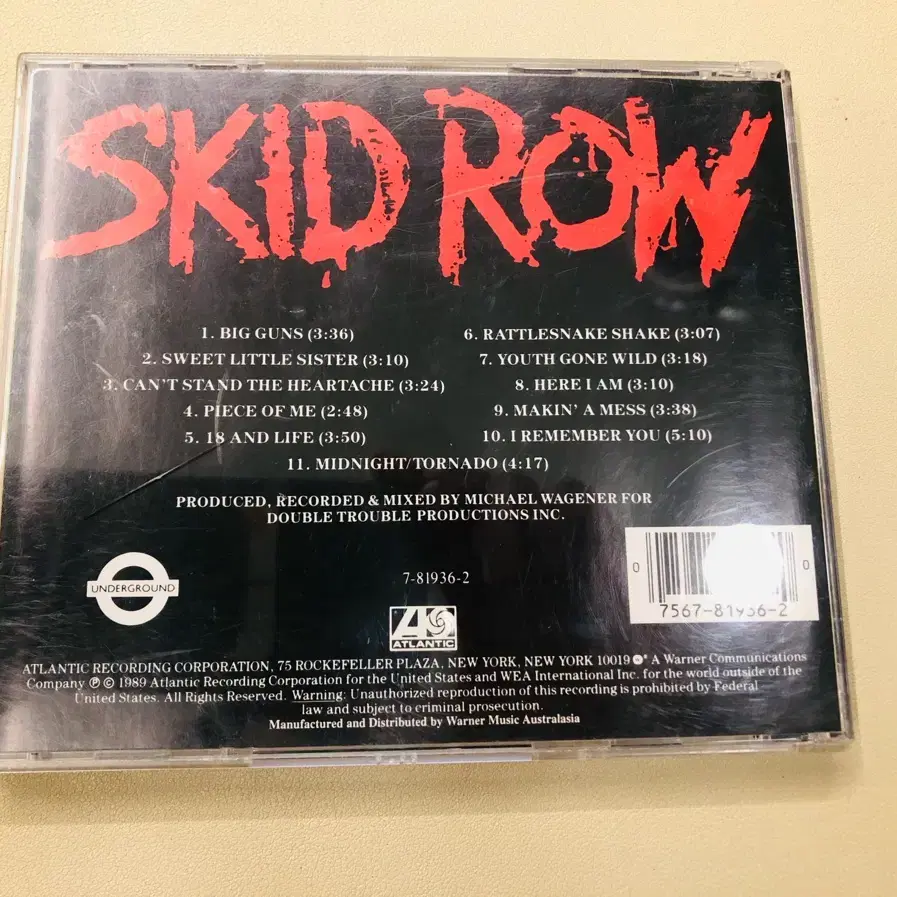 SKID ROW
1. BIG GUNS (3:36)
2. SWEET LITTLE SISTER (3:10)
3. CAN'T STAND THE HEARTACHE (3:24)
4. PIECE OF ME (2:48)
5. 18 AND LIFE (3:50)
6. RATTLESNAKE SHAKE (3:07)
7. YOUTH GONE WILD (3:18)
8. HERE I AM (3:10)
9. MAKIN' A MESS (3:38)
10. I REMEMBER YOU (5:10)
11. MIDNIGHT/TORNADO (4:17)
PRODUCED, RECORDED & MIXED BY MICHAEL WAGENER FOR
DOUBLE TROUBLE PRODUCTIONS INC.
UNDERGROUND
7-81936-2
ATLANTIC
0 0
7567-81936-2
ATLANTIC RECORDING CORPORATION, 75 ROCKEFELLER PLAZA, NEW YORK, NEW YORK 10019 A Warner Communications
Company ℗ © 1989 Atlantic Recording Corporation for the United States and WEA International Inc. for the world outside of the
United States. All Rights Reserved. Warning: Unauthorized reproduction of this recording is prohibited by Federal
law and subject to criminal prosecution.
Manufactured and Distributed by Warner Music Australasia